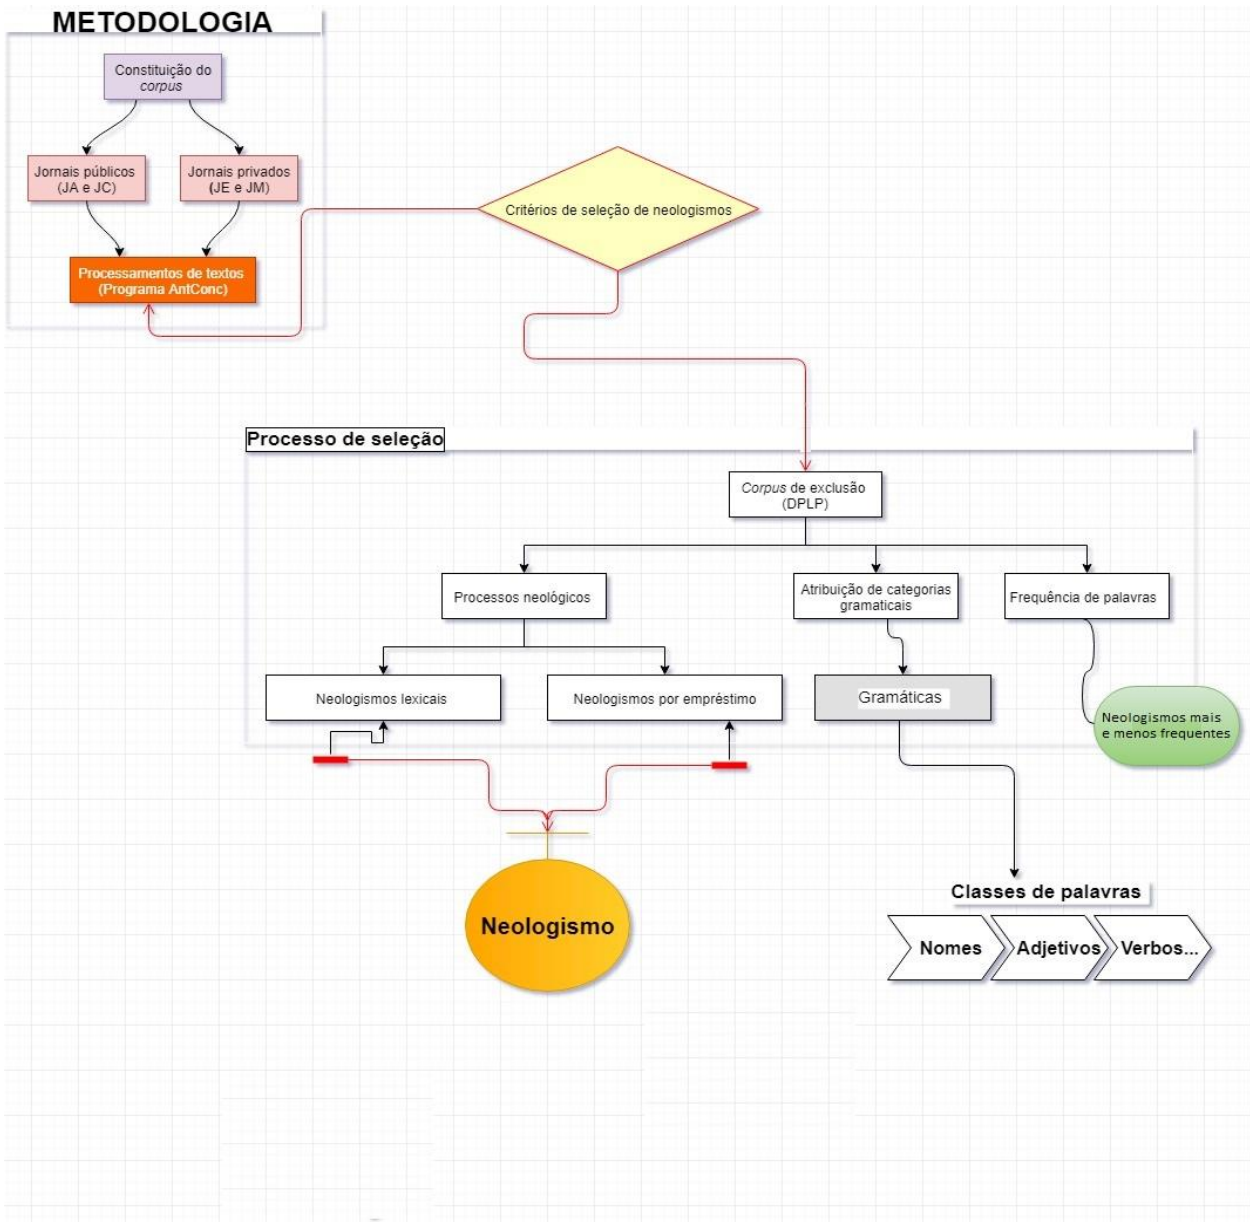 METODOLOGIA
Constituição do
corpus
Jornais públicos
(JA e JC)
Jornais privados
(JE e JM)
Processamentos de textos
(Programa AntConc)
Critérios de seleção de neologismos
Processo de seleção
Corpus de exclusão
(DPLP)
Processos neológicos
Atribuição de categorias
gramaticais
Frequência de palavras
Neologismos lexicais
Neologismos por empréstimo
Gramáticas
Neologismos mais
e menos frequentes
Neologismo
Classes de palavras
Nomes
Adjetivos
Verbos...